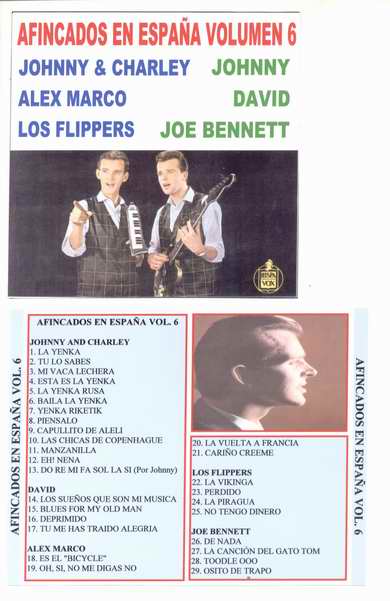 AFINCADOS EN ESPAÑA VOLUMEN 6
JOHNNY & CHARLEY JOHNNY
ALEX MARCO DAVID
LOS FLIPPERS JOE BENNETT
HISPA
VOX
AFINCADOS EN ESPAÑA VOL. 6
AFINCADOS EN ESPAÑA VOL. 6
JOHNNY AND CHARLEY
1. LA YENKA
2. TU LO SABES
3. MI VACA LECHERA
4. ESTA ES LA YENKA
5. LA YENKA RUSA
6. BAILA LA YENKA
7. YENKA RIKETIK
8. PIENSALO
9. CAPULLITO DE ALELI
10. LAS CHICAS DE COPENHAGUE
11. MANZANILLA
12. EH! NENA
13. DO RE MI FA SOL LA SI (Por Johnny)
DAVID
14. LOS SUEÑOS QUE SON MI MUSICA
15. BLUES FOR MY OLD MAN
16. DEPRIMIDO
17. TU ME HAS TRAIDO ALEGRIA
ALEX MARCO
18. ES EL "BICYCLE"
19. OH, SI, NO ME DIGAS NO
20. LA VUELTA A FRANCIA
21. CARIÑO CREEME
LOS FLIPPERS
22. LA VIKINGA
23. PERDIDO
24. LA PIRAGUA
25. NO TENGO DINERO
JOE BENNETT
26. DE NADA
27. LA CANCIÓN DEL GATO TOM
28. TOODLE OOO
29. OSITO DE TRAPO
AFINCADOS EN ESPAÑA VOL. 6